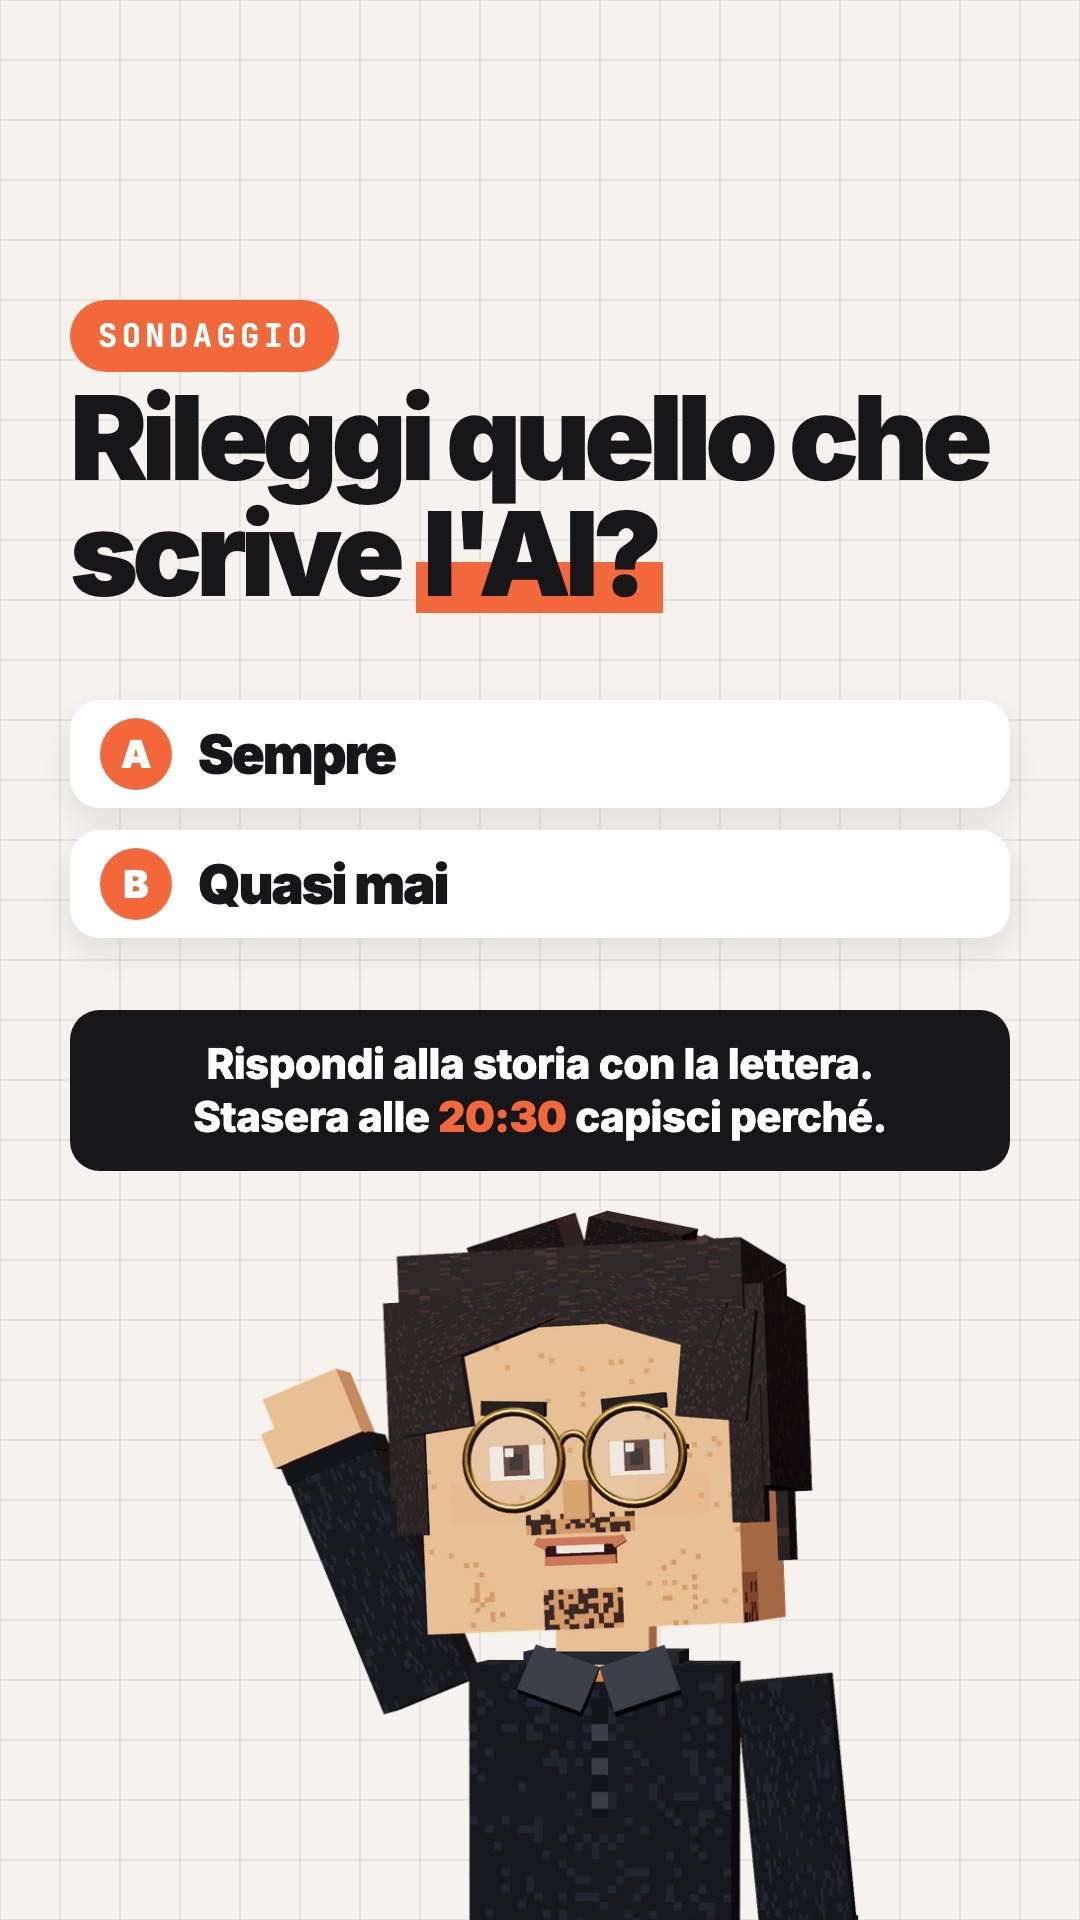 SONDAGGIO
Rileggi quello che
scrive l'AI?
A Sempre
B Quasi mai
Rispondi alla storia con la lettera.
Stasera alle 20:30 capisci perché.